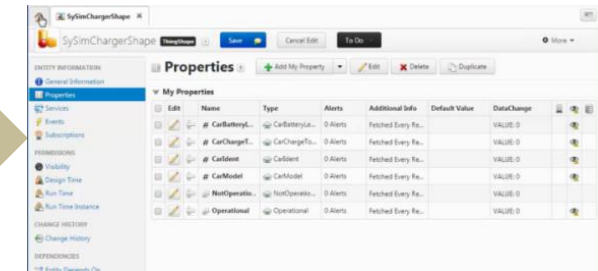 SySimChargerShape ×
SySimChargerShape ThingShape Save Cancel Edit To Do More
ENTITY INFORMATION
General Information
Properties
Services
Events
Subscriptions
PERMISSIONS
Visibility
Design Time
Run Time
Run Time Instance
CHANGE HISTORY
Change History
DEPENDENCIES
Entity Depends On
Properties Add My Property Edit Delete Duplicate
My Properties
Edit Name Type Alerts Additional Info Default Value DataChange
# CarBatteryL... CarBatteryLe... 0 Alerts Fetched Every Re... VALUE: 0
# CarChargeT... CarChargeTo... 0 Alerts Fetched Every Re... VALUE: 0
# CarIdent CarIdent 0 Alerts Fetched Every Re... VALUE: 0
# CarModel CarModel 0 Alerts Fetched Every Re... VALUE: 0
NotOperatio... NotOperatio... 0 Alerts Fetched Every Re... VALUE: 0
Operational Operational 0 Alerts Fetched Every Re... VALUE: 0